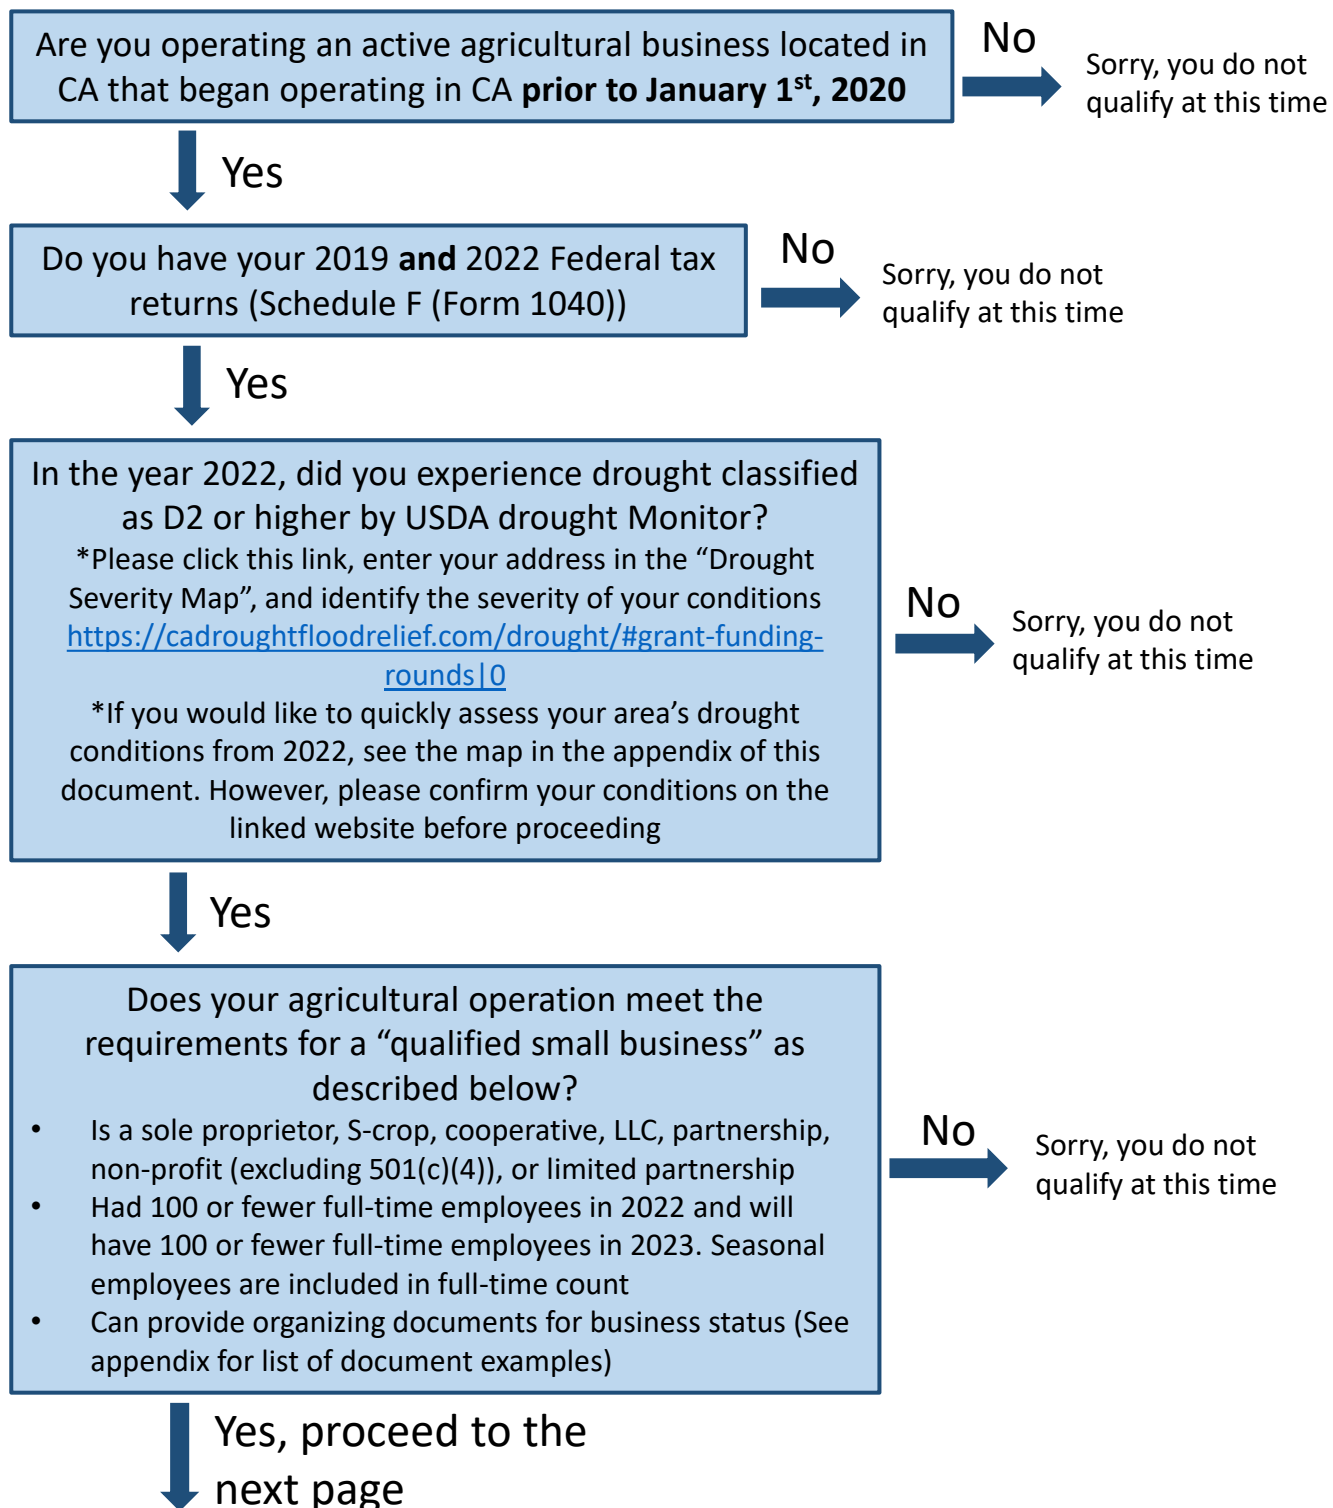 Are you operating an active agricultural business located in
CA that began operating in CA prior to January 1st, 2020
No
Sorry, you do not
qualify at this time
Yes
Do you have your 2019 and 2022 Federal tax
returns (Schedule F (Form 1040))
No
Sorry, you do not
qualify at this time
Yes
In the year 2022, did you experience drought classified
as D2 or higher by USDA drought Monitor?
*Please click this link, enter your address in the “Drought
Severity Map”, and identify the severity of your conditions
https://cadroughtfloodrelief.com/drought/#grant-funding-
rounds|0
*If you would like to quickly assess your area’s drought
conditions from 2022, see the map in the appendix of this
document. However, please confirm your conditions on the
linked website before proceeding
No
Sorry, you do not
qualify at this time
Yes
Does your agricultural operation meet the
requirements for a “qualified small business” as
described below?
• Is a sole proprietor, S-crop, cooperative, LLC, partnership,
non-profit (excluding 501(c)(4)), or limited partnership
• Had 100 or fewer full-time employees in 2022 and will
have 100 or fewer full-time employees in 2023. Seasonal
employees are included in full-time count
• Can provide organizing documents for business status (See
appendix for list of document examples)
No
Sorry, you do not
qualify at this time
Yes, proceed to the
next page